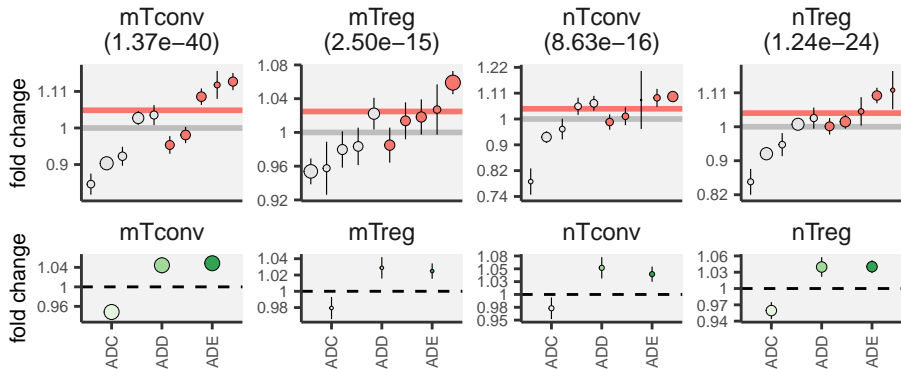 mTconv
(1.37e−40)
mTreg
(2.50e−15)
nTconv
(8.63e−16)
nTreg
(1.24e−24)
fold change
1.11
1
0.9
1.08
1.04
1
0.96
0.92
1.22
1.11
1
0.9
0.82
0.74
1.11
1
0.9
0.82
mTconv
mTreg
nTconv
nTreg
fold change
1.04
1
0.96
1.04
1.03
1
0.98
1.08
1.05
1.03
1
0.98
0.95
1.06
1.03
1
0.97
0.94
ADC
ADD
ADE
ADC
ADD
ADE
ADC
ADD
ADE
ADC
ADD
ADE